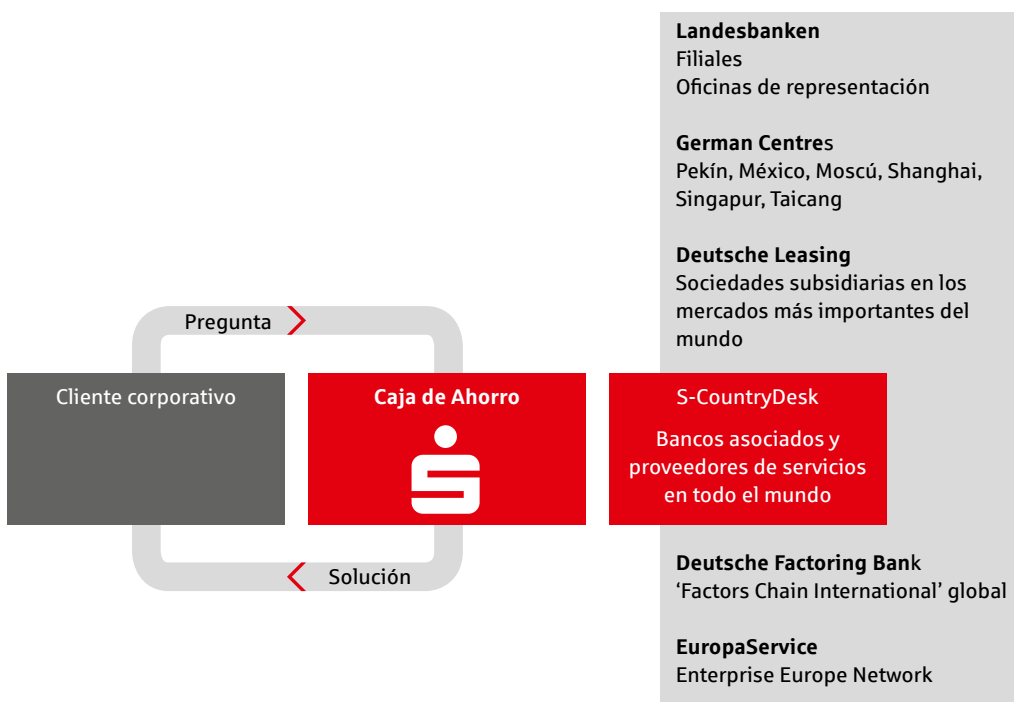 Landesbanken
Filiales
Oficinas de representación
German Centres
Pekín, México, Moscú, Shanghai,
Singapur, Taicang
Deutsche Leasing
Sociedades subsidiarias en los
mercados más importantes del
mundo
Pregunta
Cliente corporativo
Caja de Ahorro
S-CountryDesk
Bancos asociados y
proveedores de servicios
en todo el mundo
Solución
Deutsche Factoring Bank
‘Factors Chain International’ global
EuropaService
Enterprise Europe Network